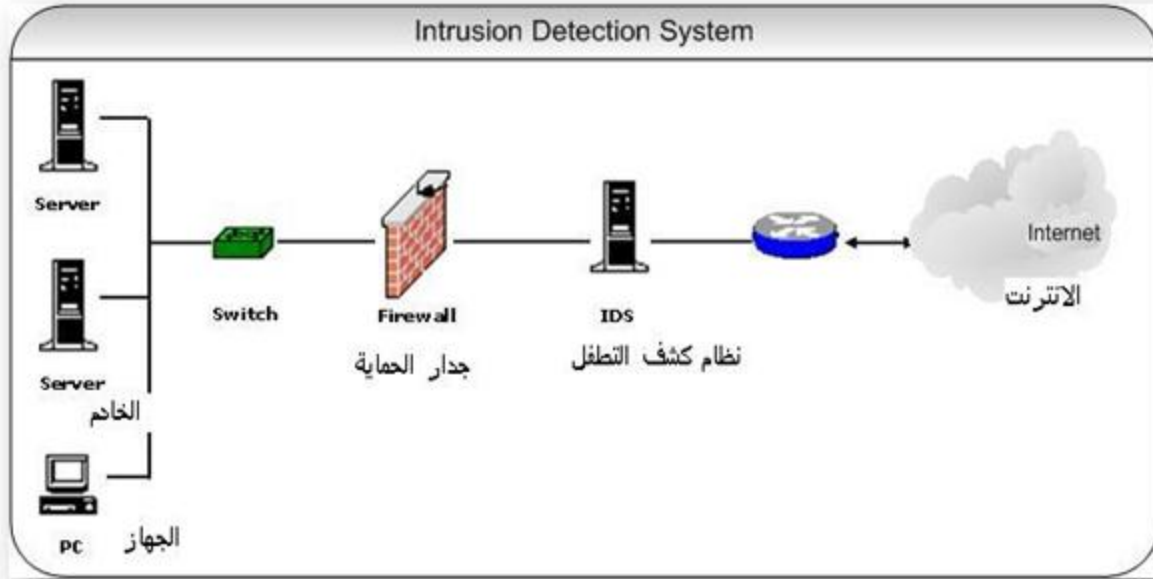 Intrusion Detection System
Server
Server
الخادم
PC
الجهاز
Switch
Firewall
جدار الحماية
IDS
نظام كشف التطفل
Internet
الانترنت